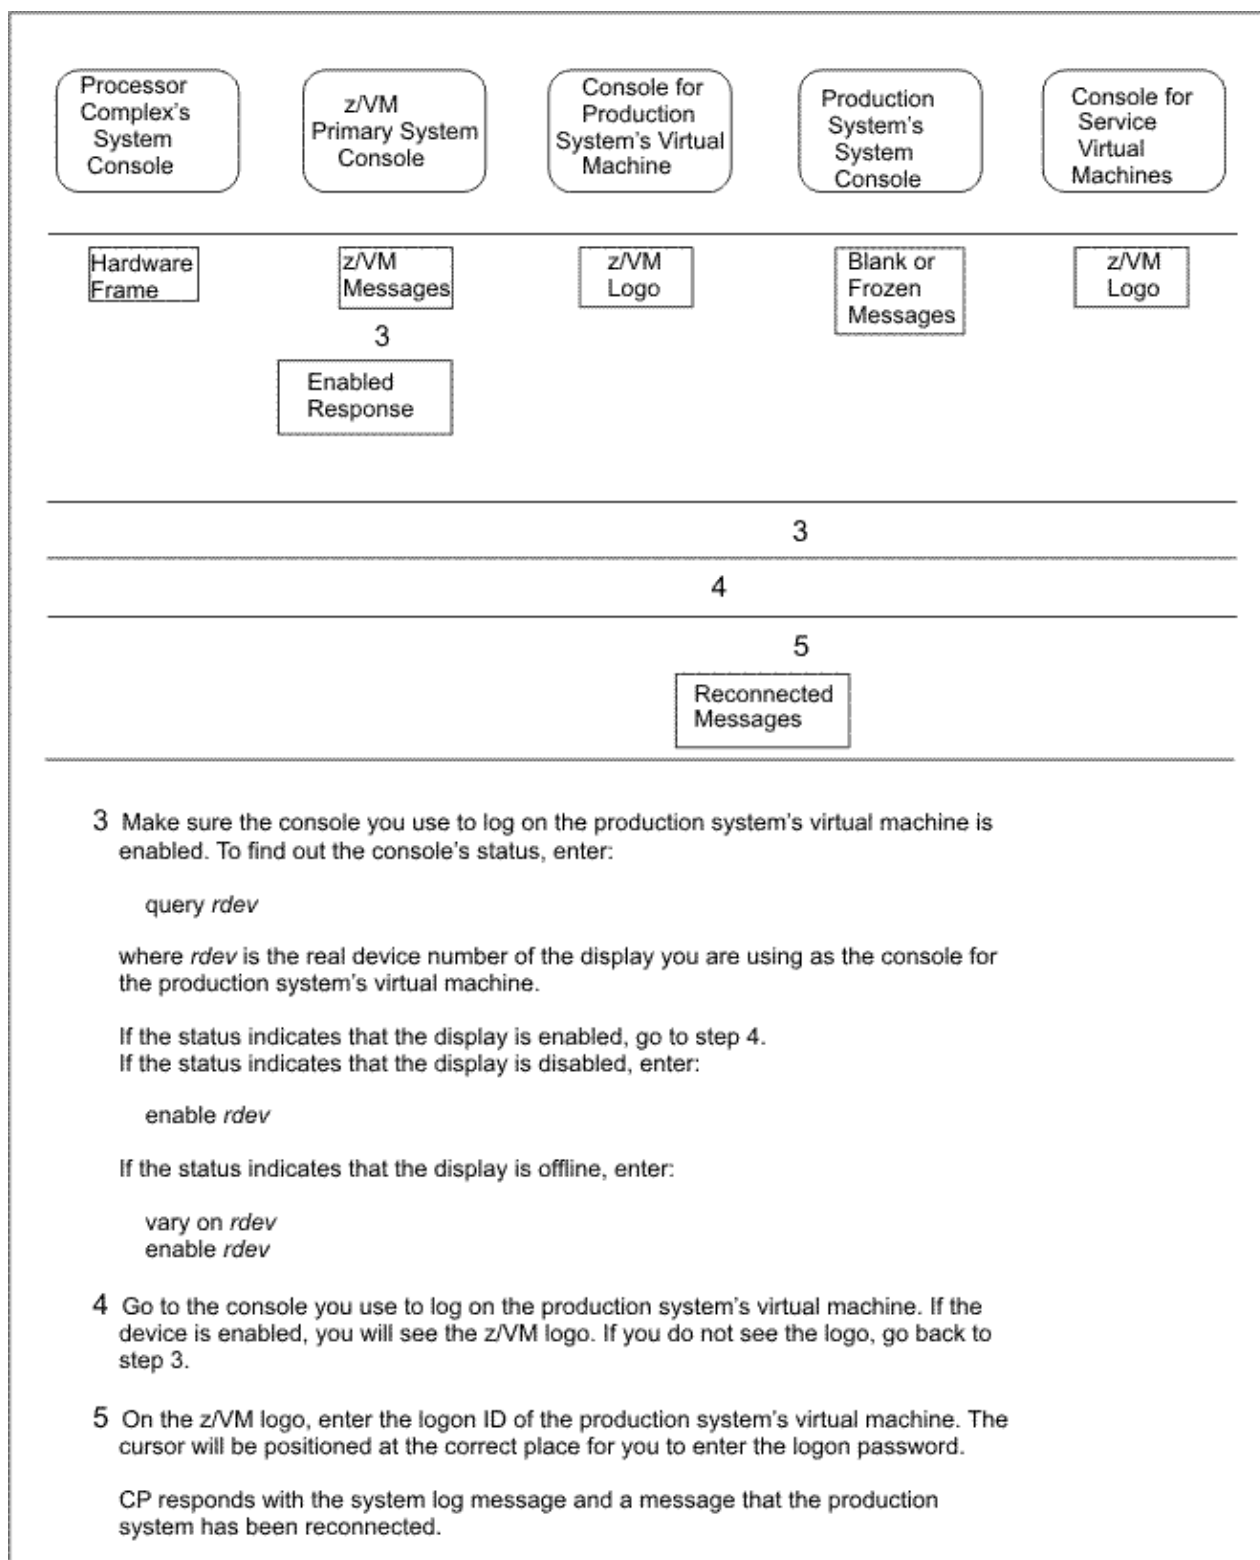 Processor
Complex's
System
Console
z/VM
Primary System
Console
Console for
Production
System's Virtual
Machine
Production
System's
System
Console
Console for
Service
Virtual
Machines
Hardware
Frame
z/VM
Messages
z/VM
Logo
Blank or
Frozen
Messages
z/VM
Logo
3
Enabled
Response
3
4
5
Reconnected
Messages
3 Make sure the console you use to log on the production system's virtual machine is
enabled. To find out the console's status, enter:
query rdev
where rdev is the real device number of the display you are using as the console for
the production system's virtual machine.
If the status indicates that the display is enabled, go to step 4.
If the status indicates that the display is disabled, enter:
enable rdev
If the status indicates that the display is offline, enter:
vary on rdev
enable rdev
4 Go to the console you use to log on the production system's virtual machine. If the
device is enabled, you will see the z/VM logo. If you do not see the logo, go back to
step 3.
5 On the z/VM logo, enter the logon ID of the production system's virtual machine. The
cursor will be positioned at the correct place for you to enter the logon password.
CP responds with the system log message and a message that the production
system has been reconnected.